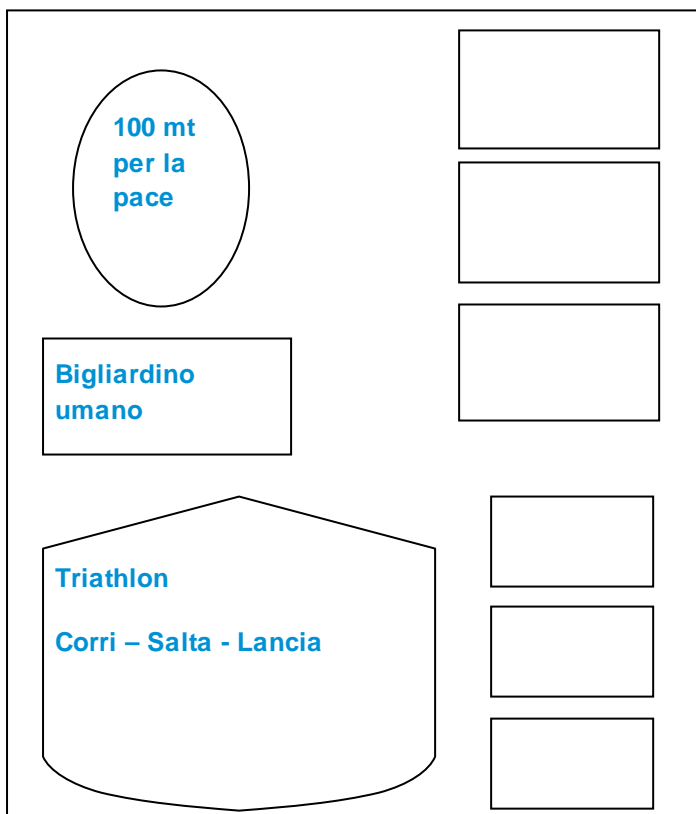 100 mt
per la
pace
Bigliardino
umano
Triathlon
Corri – Salta - Lancia